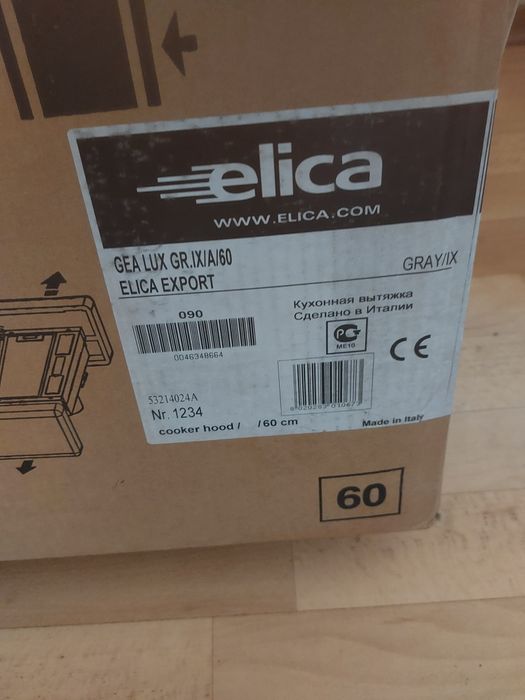 elica
WWW.ELICA.COM
GEA LUX GR.IX/A/60
GRAY/IX
ELICA EXPORT
Кухонная вытяжка
Сделано в Италии
090
0046348664
PG
ME10
CE
53214024A
Nr. 1234
cooker hood / /60 cm
Made in Italy
60